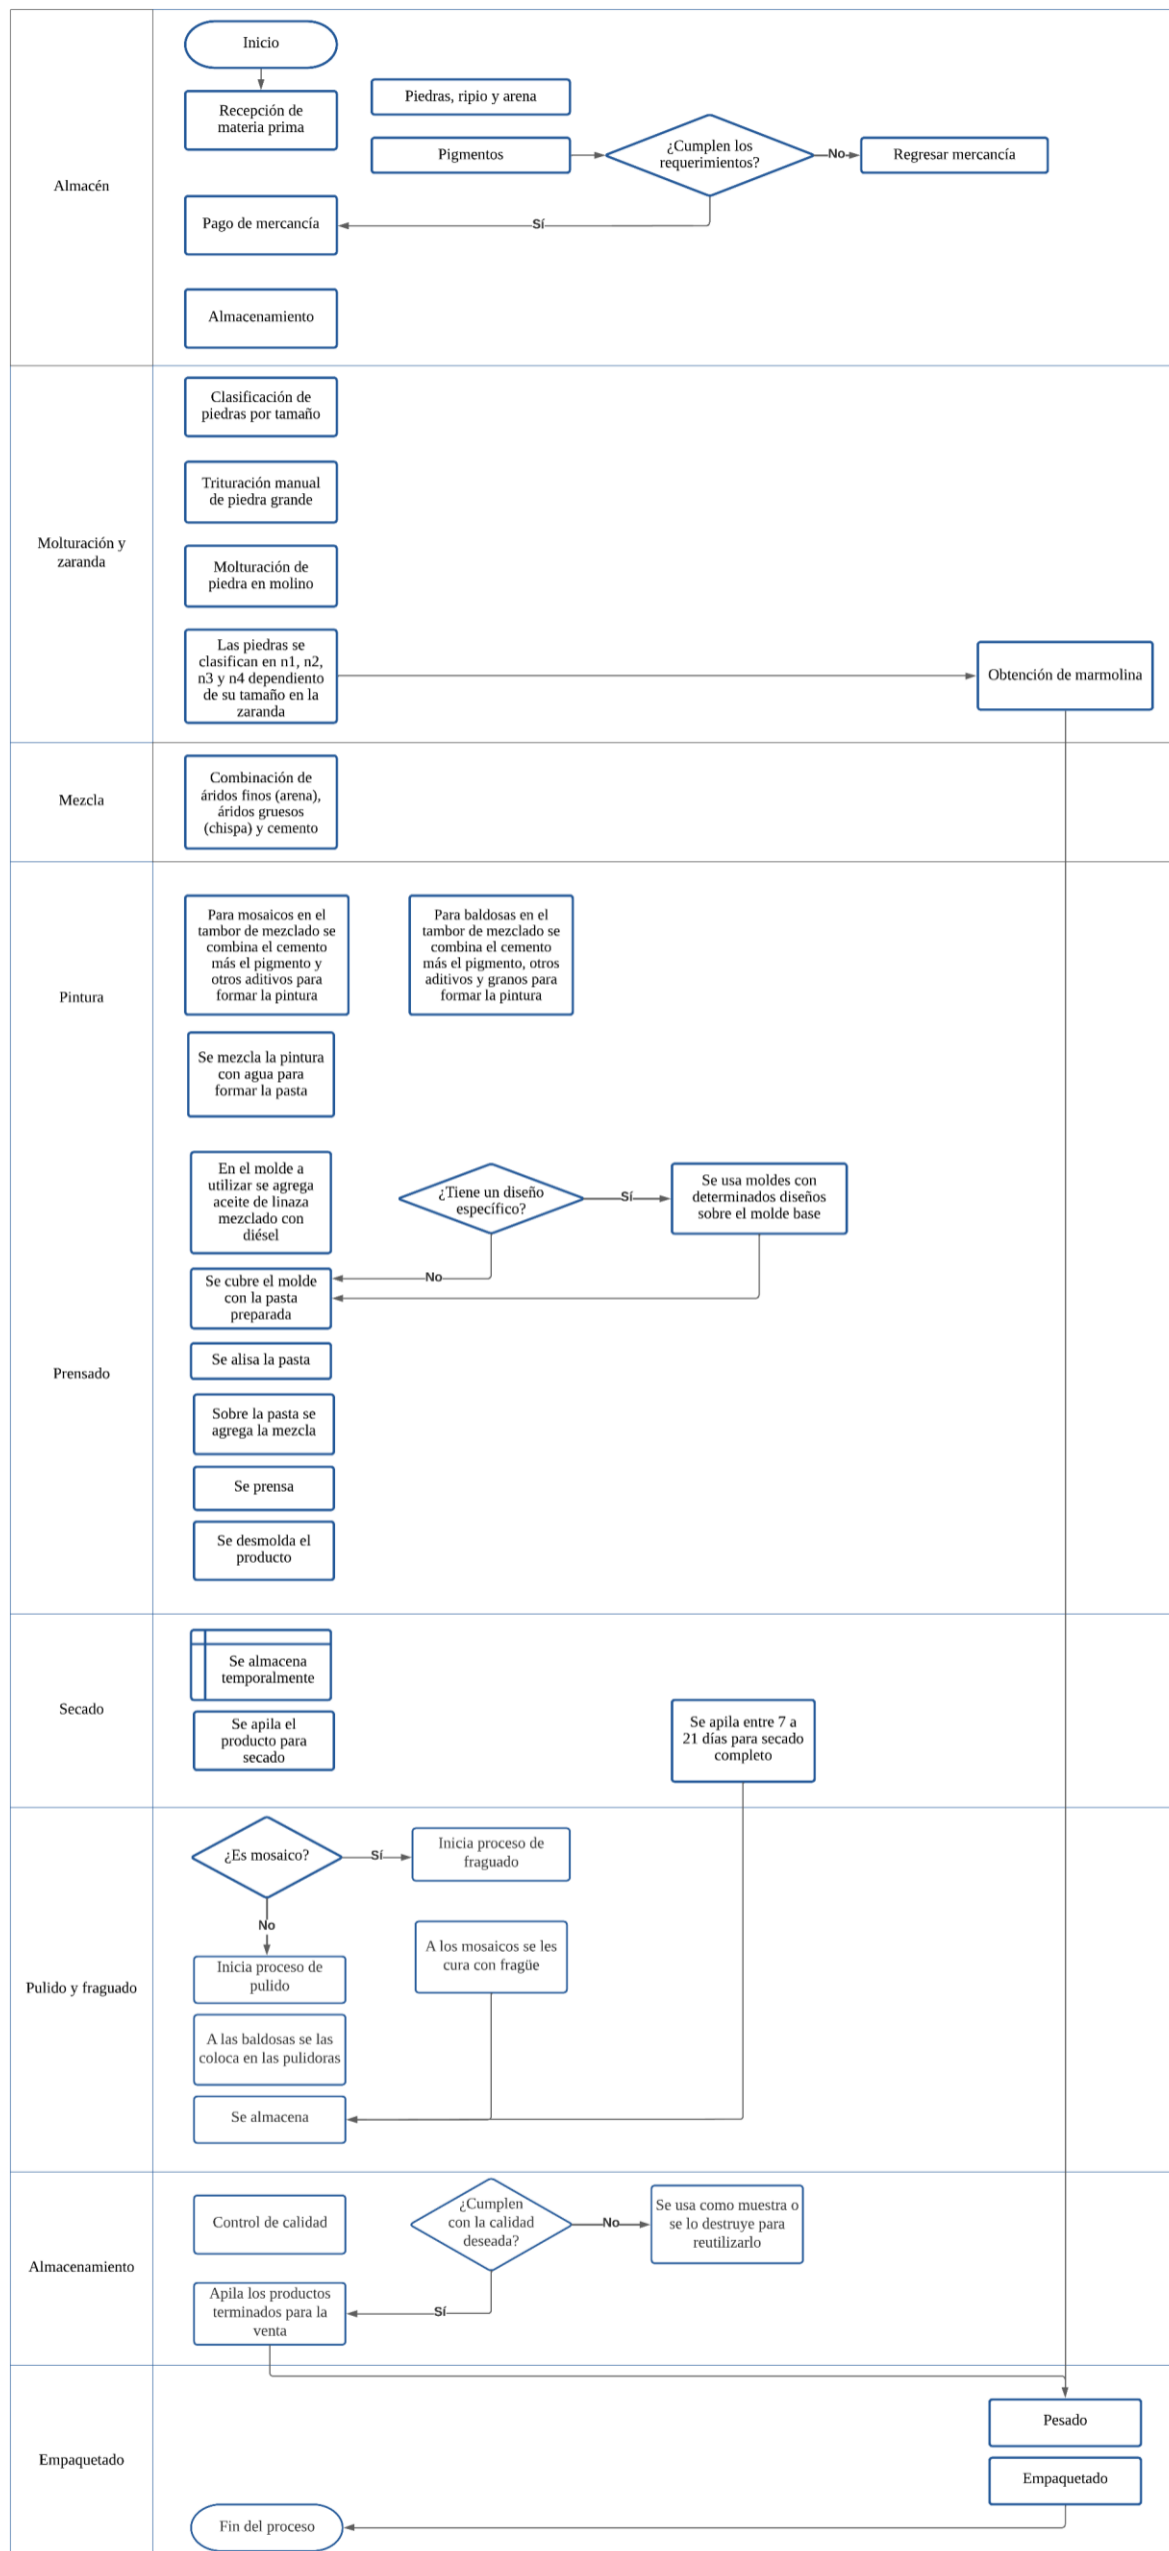 Inicio
Recepción de
materia prima
Piedras, ripio y arena
Pigmentos
¿Cumplen los
requerimientos?
No
Regresar mercancía
Almacén
Pago de mercancía
Sí
Almacenamiento
Clasificación de
piedras por tamaño
Trituración manual
de piedra grande
Molturación y
zaranda
Molturación de
piedra en molino
Las piedras se
clasifican en n1, n2,
n3 y n4 dependiento
de su tamaño en la
zaranda
Obtención de marmolina
Mezcla
Combinación de
áridos finos (arena),
áridos gruesos
(chispa) y cemento
Pintura
Para mosaicos en el
tambor de mezclado se
combina el cemento
más el pigmento y
otros aditivos para
formar la pintura
Para baldosas en el
tambor de mezclado se
combina el cemento
más el pigmento, otros
aditivos y granos para
formar la pintura
Se mezcla la pintura
con agua para
formar la pasta
En el molde a
utilizar se agrega
aceite de linaza
mezclado con
diésel
¿Tiene un diseño
específico?
Sí
Se usa moldes con
determinados diseños
sobre el molde base
No
Se cubre el molde
con la pasta
preparada
Prensado
Se alisa la pasta
Sobre la pasta se
agrega la mezcla
Se prensa
Se desmolda el
producto
Secado
Se almacena
temporalmente
Se apila el
producto para
secado
Se apila entre 7 a
21 días para secado
completo
¿Es mosaico?
Sí
Inicia proceso de
fraguado
No
A los mosaicos se les
cura con fragüe
Inicia proceso de
pulido
Pulido y fraguado
A las baldosas se las
coloca en las pulidoras
Se almacena
Almacenamiento
Control de calidad
¿Cumplen
con la calidad
deseada?
No
Se usa como muestra o
se lo destruye para
reutilizarlo
Apila los productos
terminados para la
venta
Sí
Empaquetado
Pesado
Empaquetado
Fin del proceso